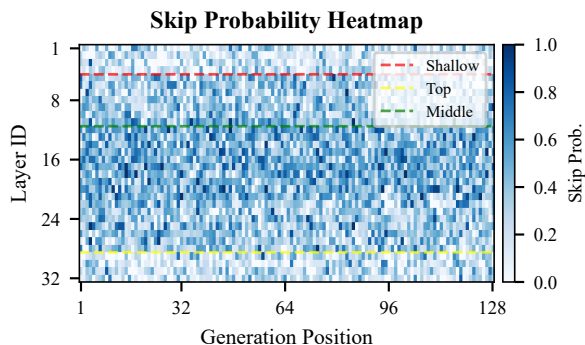 Skip Probability Heatmap
Layer ID
1
8
16
24
32
Shallow
Top
Middle
1
32
64
96
128
Generation Position
1.0
0.8
0.6
0.4
0.2
0.0
Skip Prob.